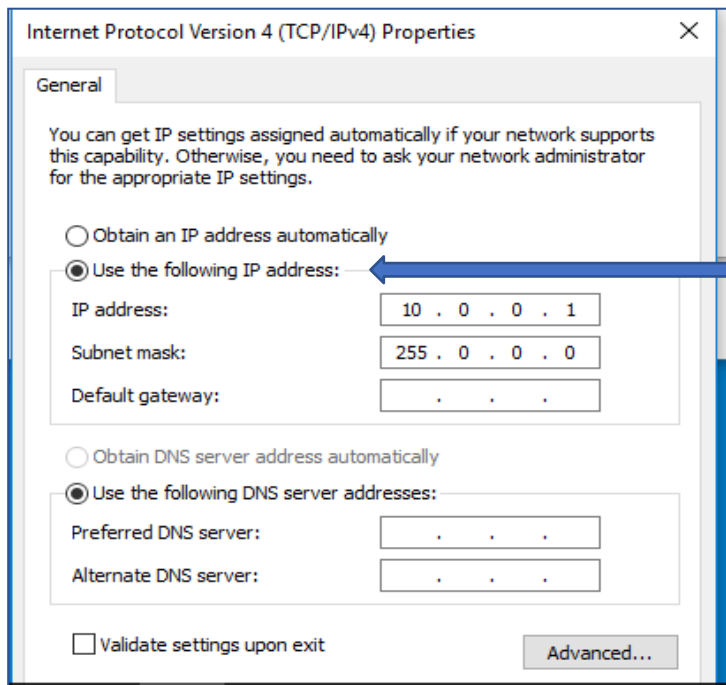 Internet Protocol Version 4 (TCP/IPv4) Properties
General
You can get IP settings assigned automatically if your network supports
this capability. Otherwise, you need to ask your network administrator
for the appropriate IP settings.
Obtain an IP address automatically
Use the following IP address:
IP address: 10 . 0 . 0 . 1
Subnet mask: 255 . 0 . 0 . 0
Default gateway: . . .
Obtain DNS server address automatically
Use the following DNS server addresses:
Preferred DNS server: . . .
Alternate DNS server: . . .
Validate settings upon exit
Advanced...